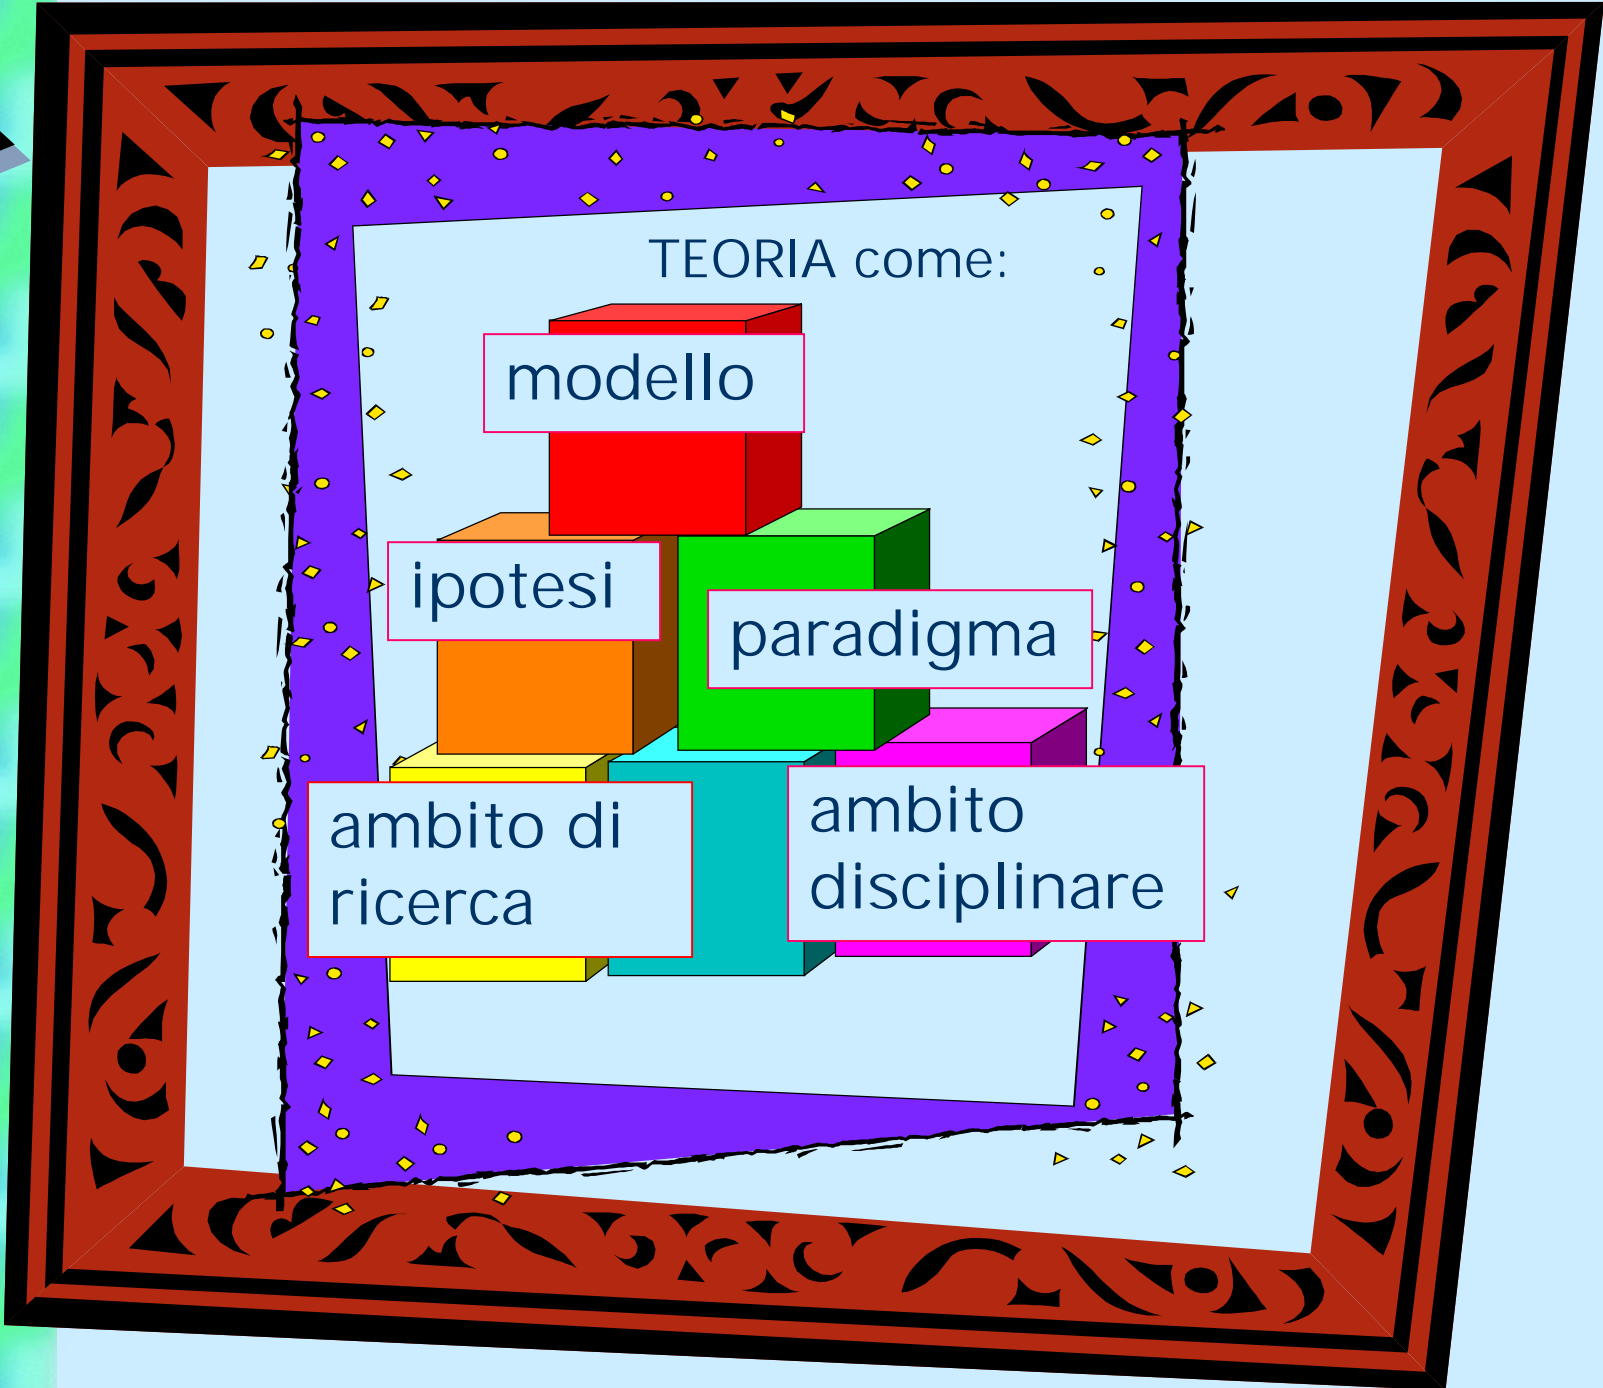 TEORIA come:
modello
ipotesi
paradigma
ambito di
ricerca
ambito
disciplinare